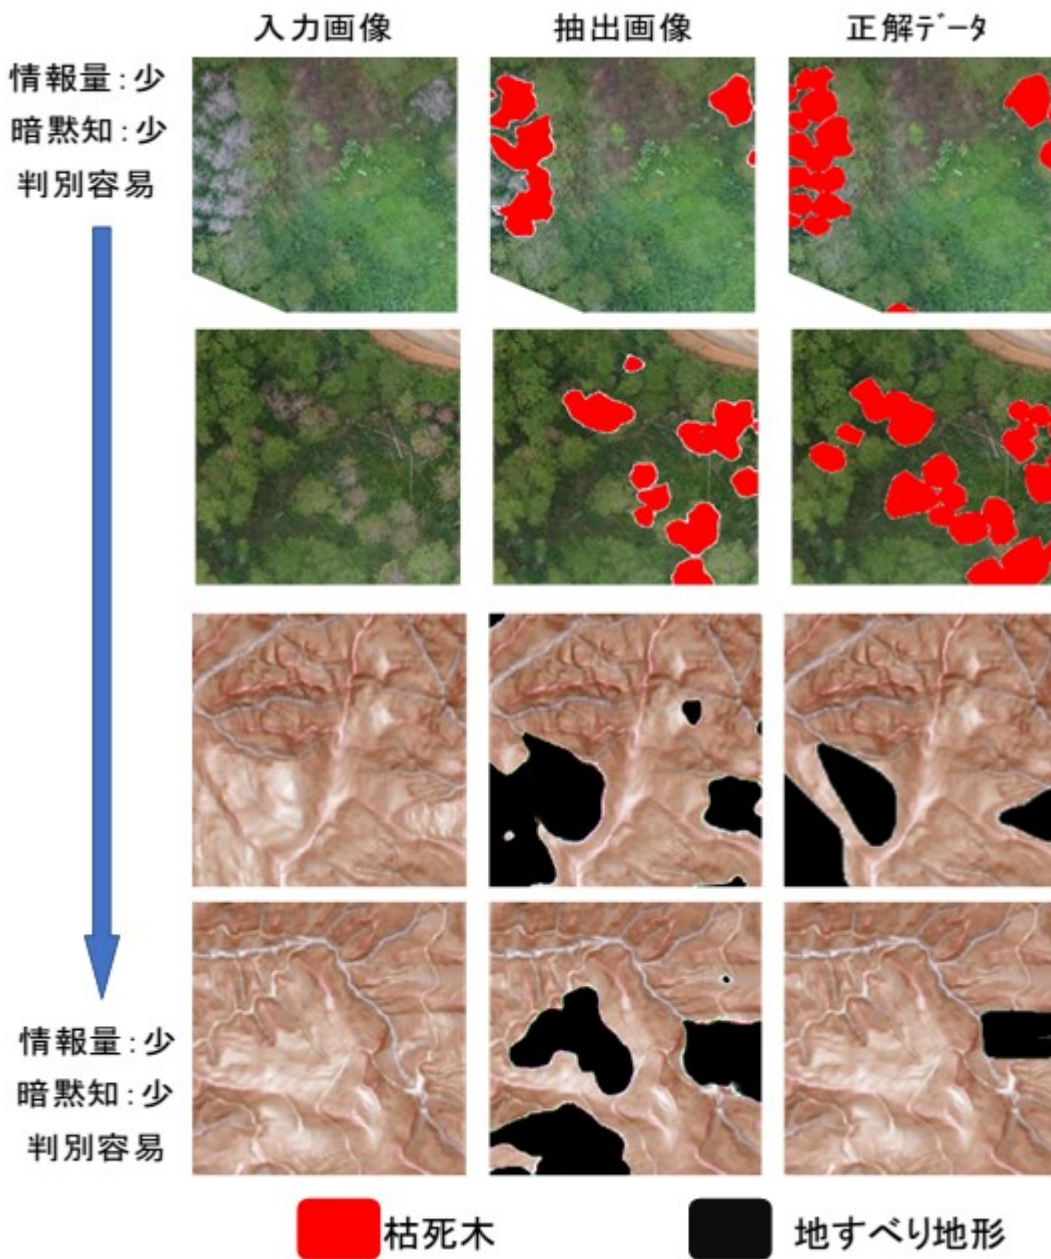 入力画像
抽出画像
正解データ
情報量:少
暗黙知:少
判別容易
情報量:少
暗黙知:少
判別容易
枯死木
地すべり地形